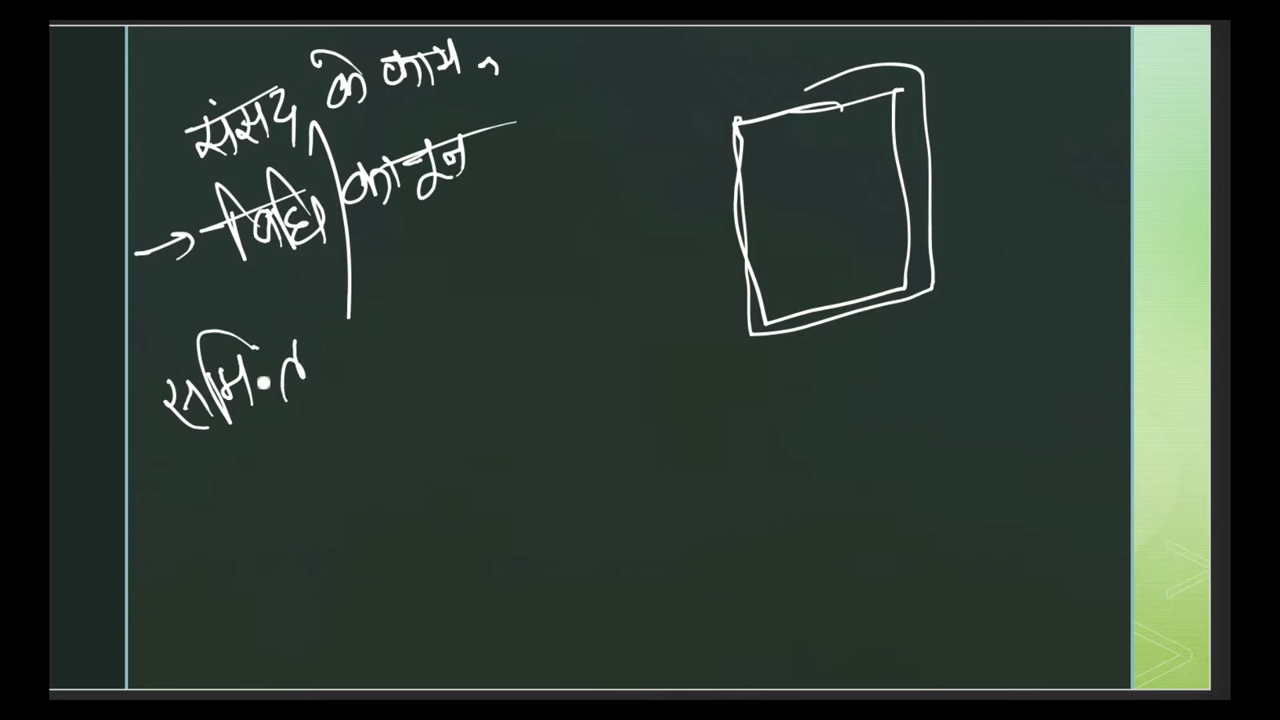 संसद के काम
→ विधि / कानून